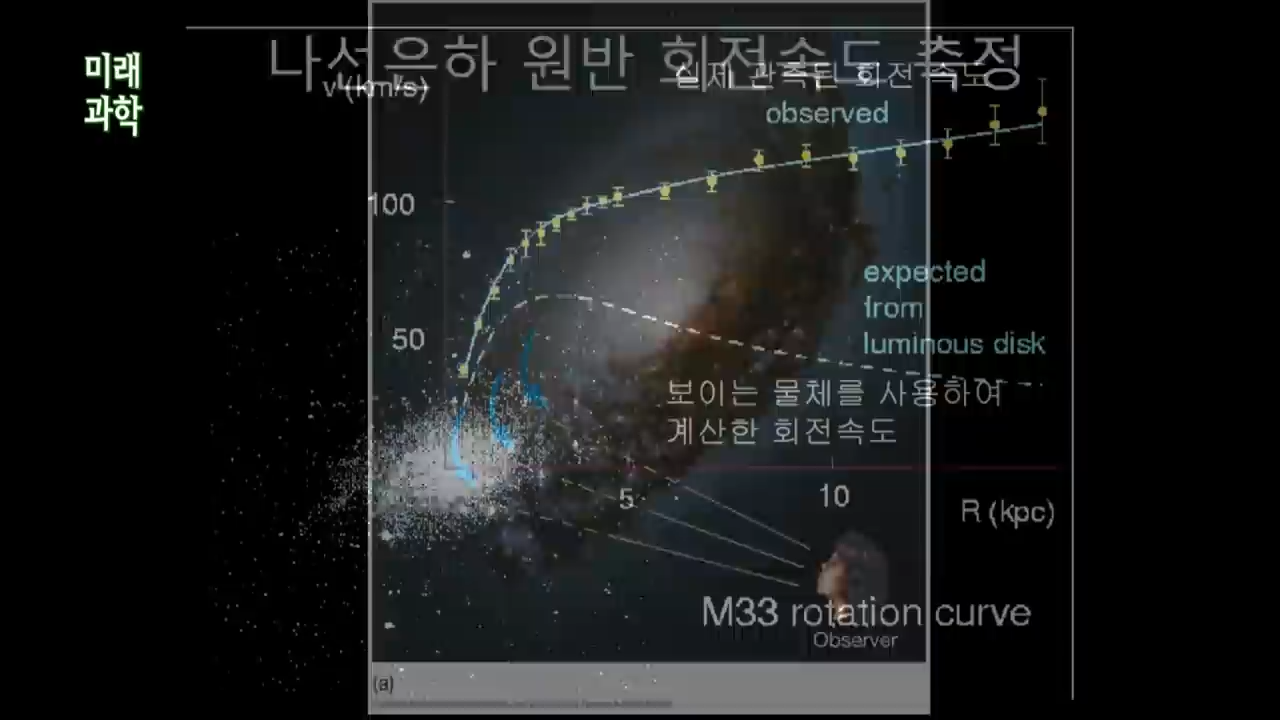 미래
과학
나선은하 원반 회전속도 측정
실제 관측된 회전 속도
v (km/s)
observed
100
expected
from
luminous disk
50
보이는 물체를 사용하여
계산한 회전속도
5
10
R (kpc)
M33 rotation curve
Observer
(a)